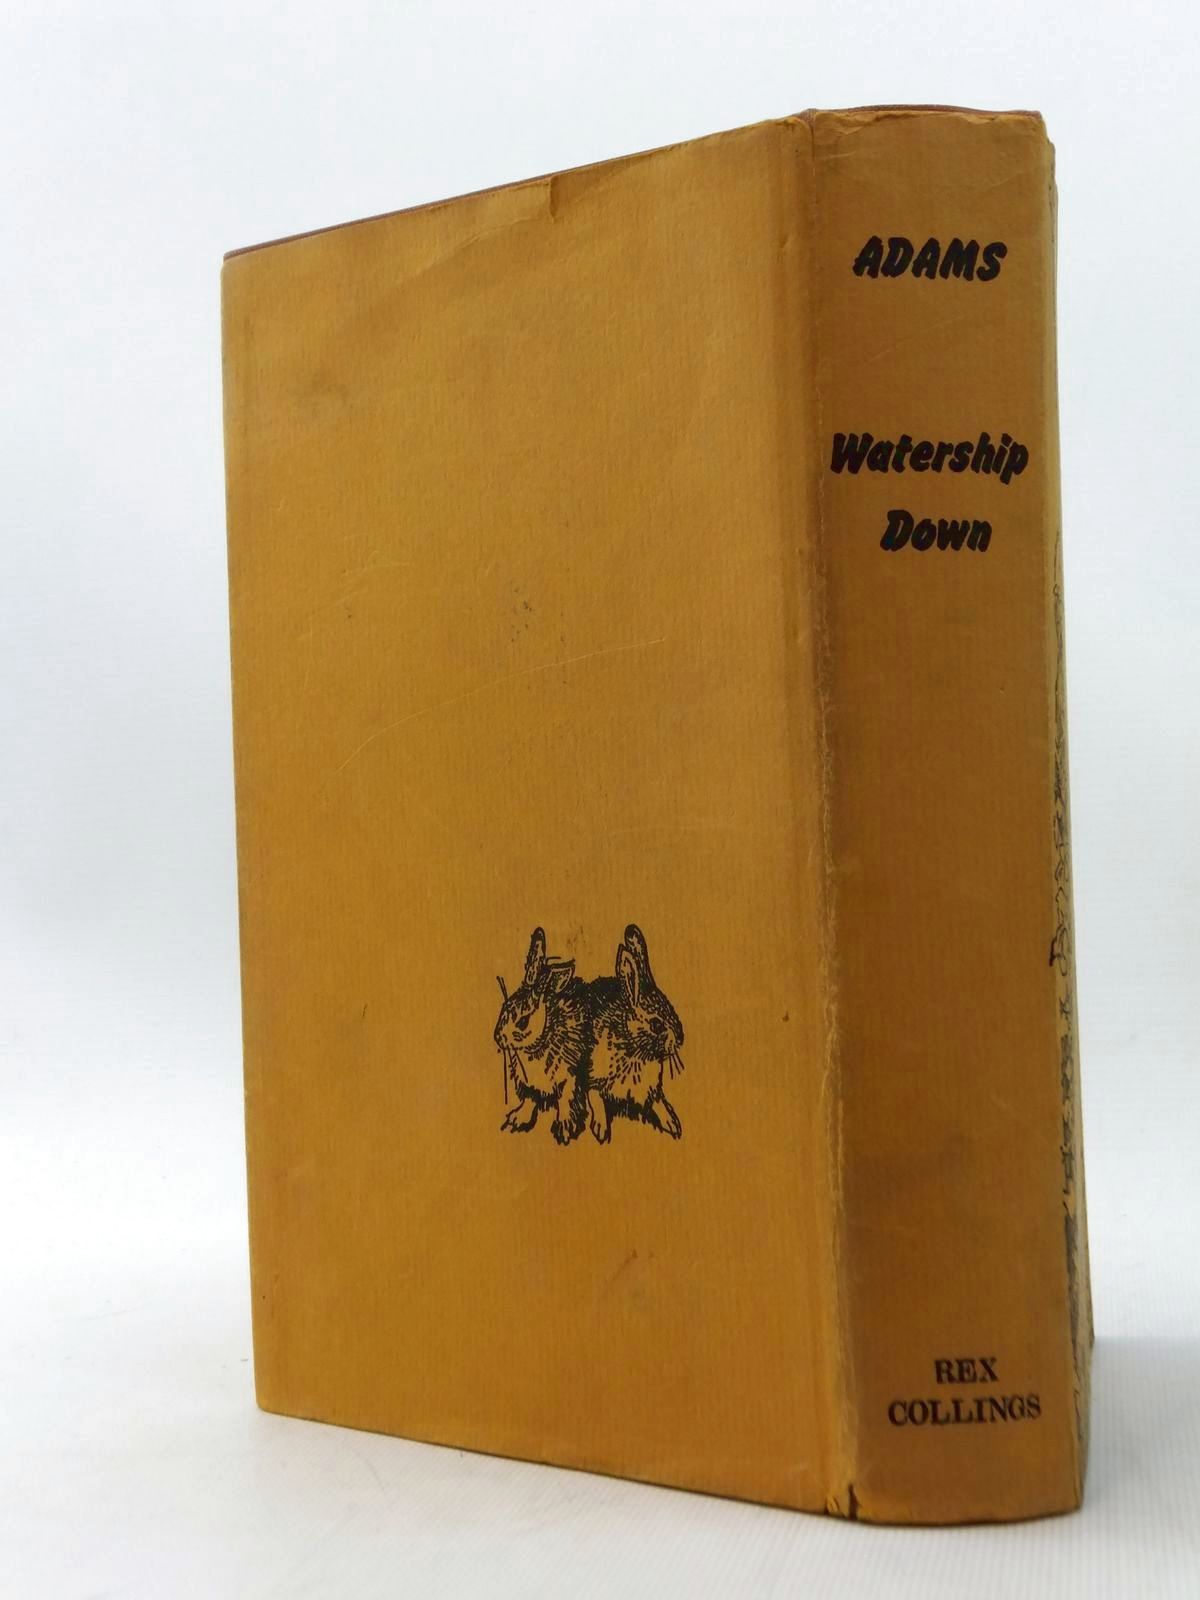 ADAMS
Watership
Down
REX
COLLINGS